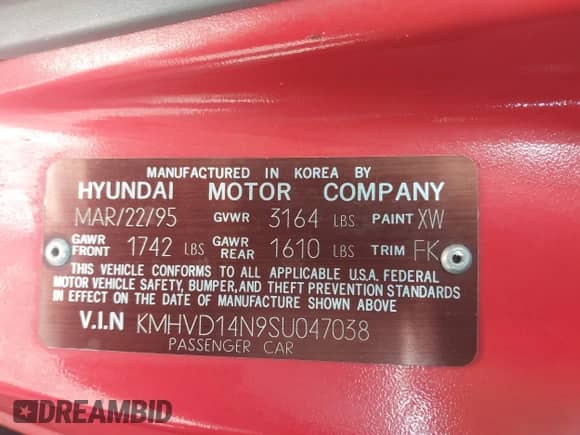 MANUFACTURED IN KOREA BY
HYUNDAI MOTOR COMPANY
MAR/22/95 GVWR 3164 LBS PAINT XW
GAWR FRONT 1742 LBS GAWR REAR 1610 LBS TRIM FK
THIS VEHICLE CONFORMS TO ALL APPLICABLE U.S.A. FEDERAL
MOTOR VEHICLE SAFETY, BUMPER,AND THEFT PREVENTION STANDARDS
IN EFFECT ON THE DATE OF MANUFACTURE SHOWN ABOVE
V.I.N KMHVD14N9SU047038
PASSENGER CAR
DREAMBID